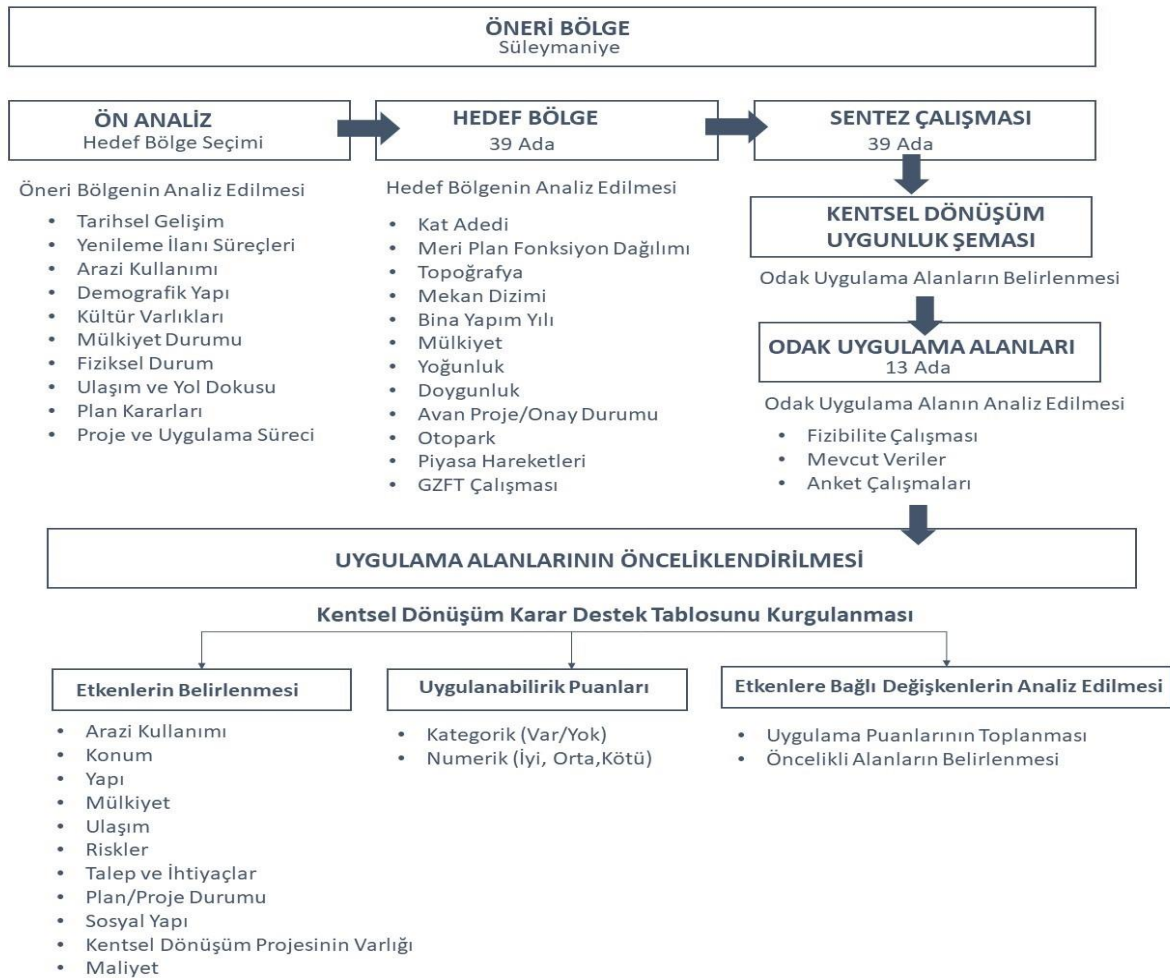 ÖNERİ BÖLGE
Süleymaniye
ÖN ANALİZ
Hedef Bölge Seçimi
Öneri Bölgenin Analiz Edilmesi
• Tarihsel Gelişim
• Yenileme İlanı Süreçleri
• Arazi Kullanımı
• Demografik Yapı
• Kültür Varlıkları
• Mülkiyet Durumu
• Fiziksel Durum
• Ulaşım ve Yol Dokusu
• Plan Kararları
• Proje ve Uygulama Süreci
HEDEF BÖLGE
39 Ada
Hedef Bölgenin Analiz Edilmesi
• Kat Adedi
• Meri Plan Fonksiyon Dağılımı
• Topoğrafya
• Mekan Dizimi
• Bina Yapım Yılı
• Mülkiyet
• Yoğunluk
• Doygunluk
• Avan Proje/Onay Durumu
• Otopark
• Piyasa Hareketleri
• GZFT Çalışması
SENTEZ ÇALIŞMASI
39 Ada
KENTSEL DÖNÜŞÜM
UYGUNLUK ŞEMASI
Odak Uygulama Alanların Belirlenmesi
ODAK UYGULAMA ALANLARI
13 Ada
Odak Uygulama Alanın Analiz Edilmesi
• Fizibilite Çalışması
• Mevcut Veriler
• Anket Çalışmaları
UYGULAMA ALANLARININ ÖNCELİKLENDİRİLMESİ
Kentsel Dönüşüm Karar Destek Tablosunu Kurgulanması
Etkenlerin Belirlenmesi
• Arazi Kullanımı
• Konum
• Yapı
• Mülkiyet
• Ulaşım
• Riskler
• Talep ve İhtiyaçlar
• Plan/Proje Durumu
• Sosyal Yapı
• Kentsel Dönüşüm Projesinin Varlığı
• Maliyet
Uygulanabilirik Puanları
• Kategorik (Var/Yok)
• Numerik (İyi, Orta,Kötü)
Etkenlere Bağlı Değişkenlerin Analiz Edilmesi
• Uygulama Puanlarının Toplanması
• Öncelikli Alanların Belirlenmesi